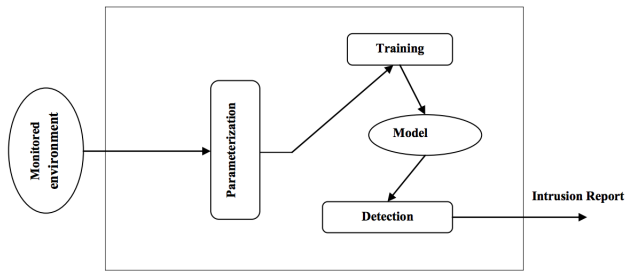 Monitored
environment
Parameterization
Training
Model
Detection
Intrusion Report